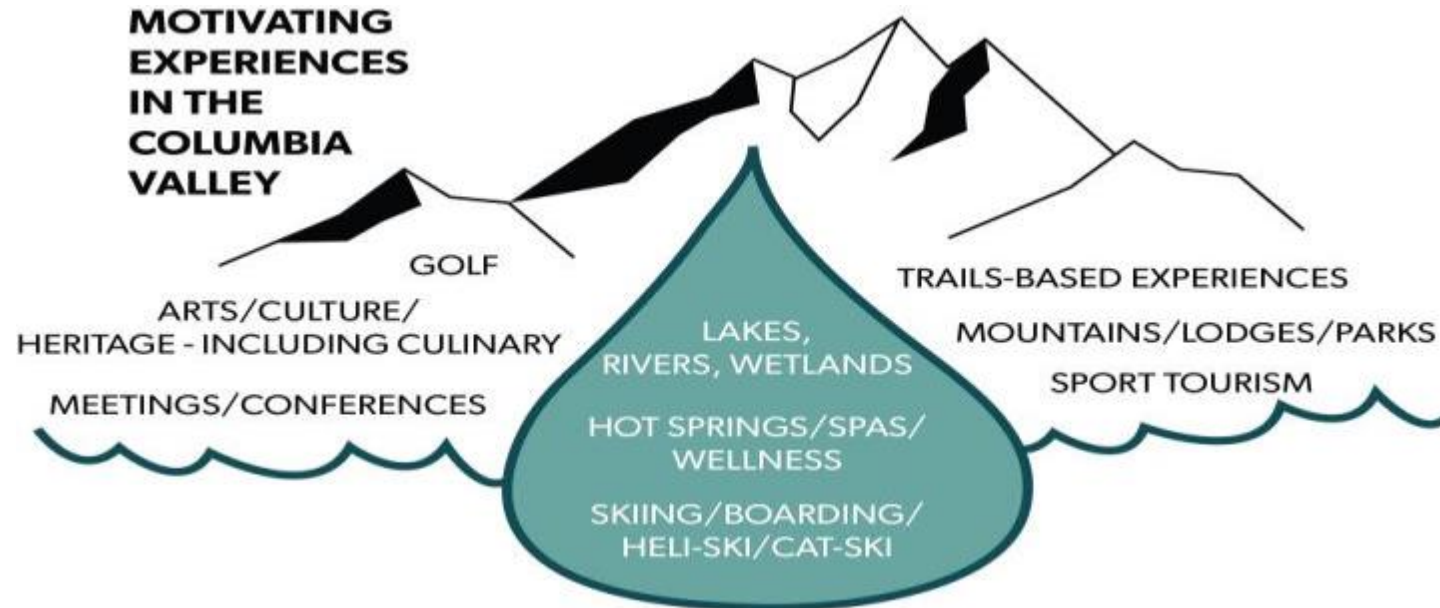 MOTIVATING
EXPERIENCES
IN THE
COLUMBIA
VALLEY
GOLF
ARTS/CULTURE/
HERITAGE - INCLUDING CULINARY
MEETINGS/CONFERENCES
LAKES,
RIVERS, WETLANDS
HOT SPRINGS/SPAS/
WELLNESS
SKIING/BOARDING/
HELI-SKI/CAT-SKI
TRAILS-BASED EXPERIENCES
MOUNTAINS/LODGES/PARKS
SPORT TOURISM